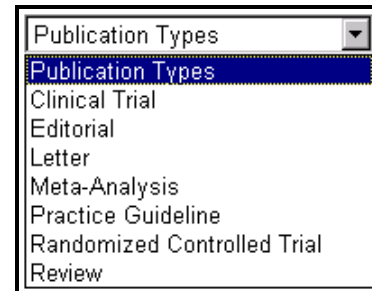 Publication Types
Publication Types
Clinical Trial
Editorial
Letter
Meta-Analysis
Practice Guideline
Randomized Controlled Trial
Review